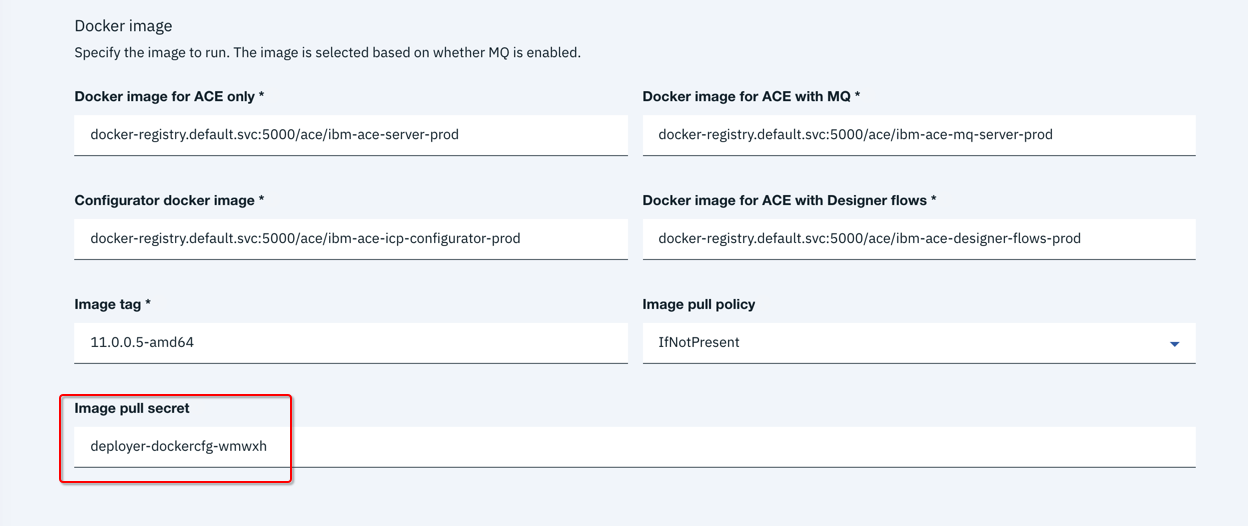 Docker image
Specify the image to run. The image is selected based on whether MQ is enabled.
Docker image for ACE only *
docker-registry.default.svc:5000/ace/ibm-ace-server-prod
Docker image for ACE with MQ *
docker-registry.default.svc:5000/ace/ibm-ace-mq-server-prod
Configurator docker image *
docker-registry.default.svc:5000/ace/ibm-ace-icp-configurator-prod
Docker image for ACE with Designer flows *
docker-registry.default.svc:5000/ace/ibm-ace-designer-flows-prod
Image tag *
11.0.0.5-amd64
Image pull policy
IfNotPresent
Image pull secret
deployer-dockercfg-wmwxh